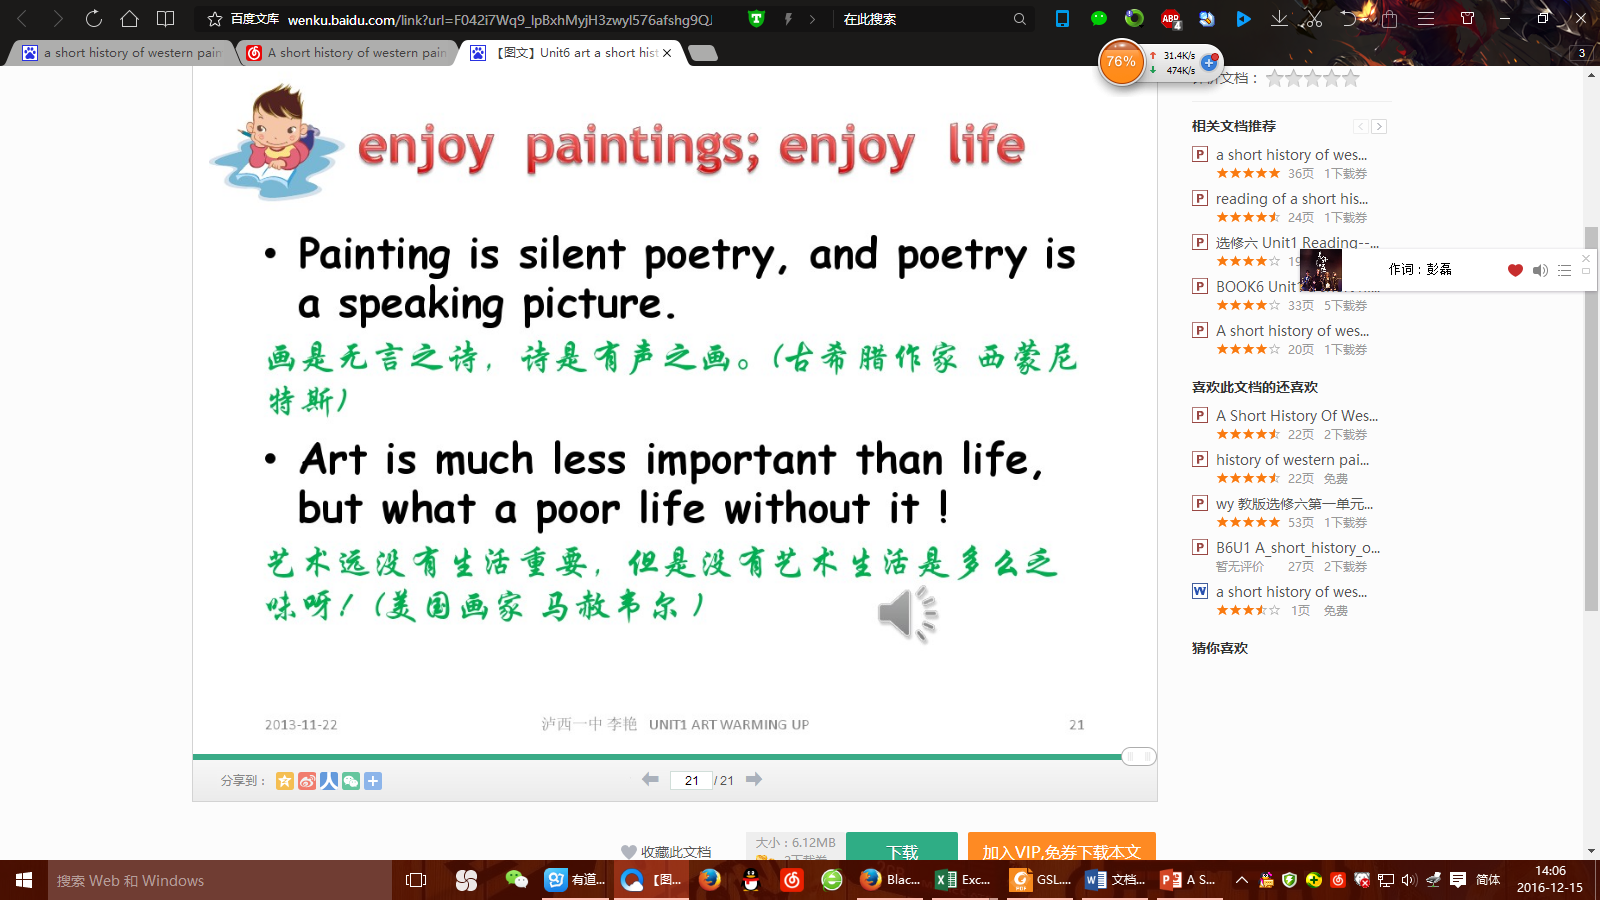 百度文库 wenku.baidu.com/link?url=F042i7Wq9_lpBxhMyjH3zwyl576afshg9QJ
在此搜索
a short history of western pain
A short history of western pain
【图文】Unit6 art a short hist
3
76%
31.4K/s
474K/s
enjoy paintings; enjoy life
• Painting is silent poetry, and poetry is
a speaking picture.
画是无言之诗，诗是有声之画。(古希腊作家 西蒙尼
特斯)
• Art is much less important than life,
but what a poor life without it !
艺术远没有生活重要，但是没有艺术生活是多么乏
味呀！(美国画家 马赦韦尔 )
2013-11-22
泸西一中 李艳 UNIT1 ART WARMING UP
21
分享到：
21 / 21
收藏此文档
大小：6.12MB
2下载券
下载
加入VIP,免券下载本文
文档：
相关文档推荐
a short history of wes...
36页 1下载券
reading of a short his...
24页 1下载券
选修六 Unit1 Reading--...
作词：彭磊
BOOK6 Unit1
33页 5下载券
A short history of wes...
20页 1下载券
喜欢此文档的还喜欢
A Short History Of Wes...
22页 2下载券
history of western pai...
22页 免费
wy 教版选修六第一单元...
53页 1下载券
B6U1 A_short_history_o...
暂无评价 27页 2下载券
a short history of wes...
1页 免费
猜你喜欢
搜索 Web 和 Windows
有道...
【图...
Blac...
Exc...
GSL....
文档...
A S...
简体
14:06
2016-12-15